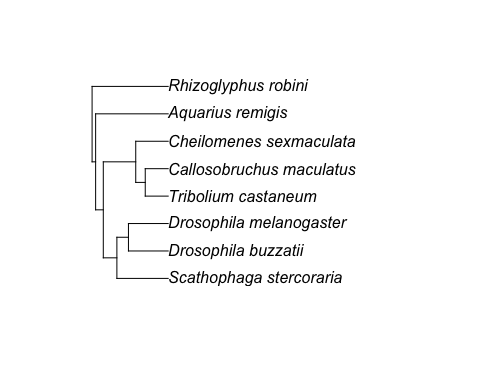 Rhizoglyphus robini
Aquarius remigis
Cheilomenes sexmaculata
Callosobruchus maculatus
Tribolium castaneum
Drosophila melanogaster
Drosophila buzzatii
Scathophaga stercoraria